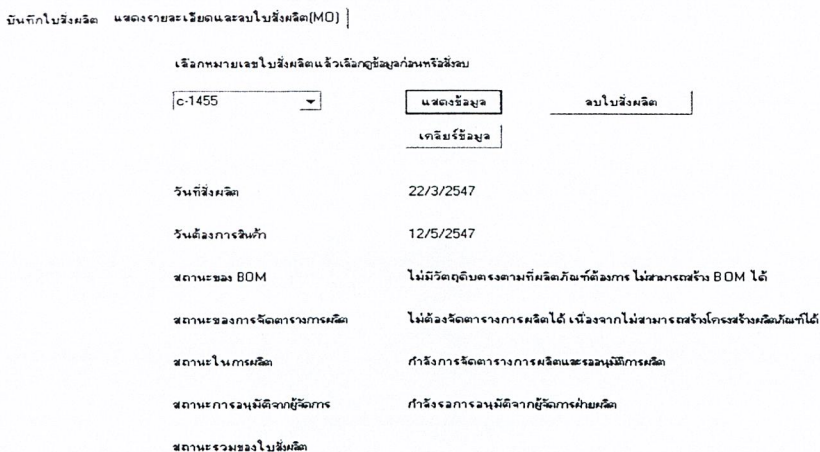 บันทึกใบสั่งผลิต แสดงรายละเอียดและลบใบสั่งผลิต(MO)
เลือกหมายเลขใบสั่งผลิตแล้วเลือกดูข้อมูลก่อนหรือสั่งลบ
c-1455 แสดงข้อมูล ลบใบสั่งผลิต
เคลียร์ข้อมูล
วันที่สั่งผลิต 22/3/2547
วันต้องการสินค้า 12/5/2547
สถานะของ BOM ไม่มีวัตถุดิบตรงตามที่ผลิตภัณฑ์ต้องการ ไม่สามารถสร้าง BOM ได้
สถานะของการจัดตารางการผลิต ไม่ต้องจัดตารางการผลิตได้ เนื่องจากไม่สามารถสร้างโครงสร้างผลิตภัณฑ์ได้
สถานะในการผลิต กำลังการจัดตารางการผลิตและรออนุมัติการผลิต
สถานะการอนุมัติจากผู้จัดการ กำลังรอการอนุมัติจากผู้จัดการฝ่ายผลิต
สถานะรวมของใบสั่งผลิต